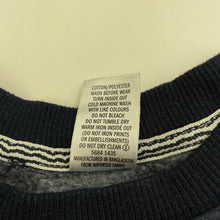 COTTON/POLYESTER
WASH BEFORE WEAR
TURN INSIDE OUT
COLD MACHINE WASH
WITH LIKE COLOURS
DO NOT BLEACH
DO NOT TUMBLE DRY
WARM IRON INSIDE OUT
(DO NOT IRON PRINTS
OR EMBELLISHMENTS)
DO NOT DRY CLEAN
5684 1435
MANUFACTURED IN BANGLADESH
FROM IMPORTED FABRIC